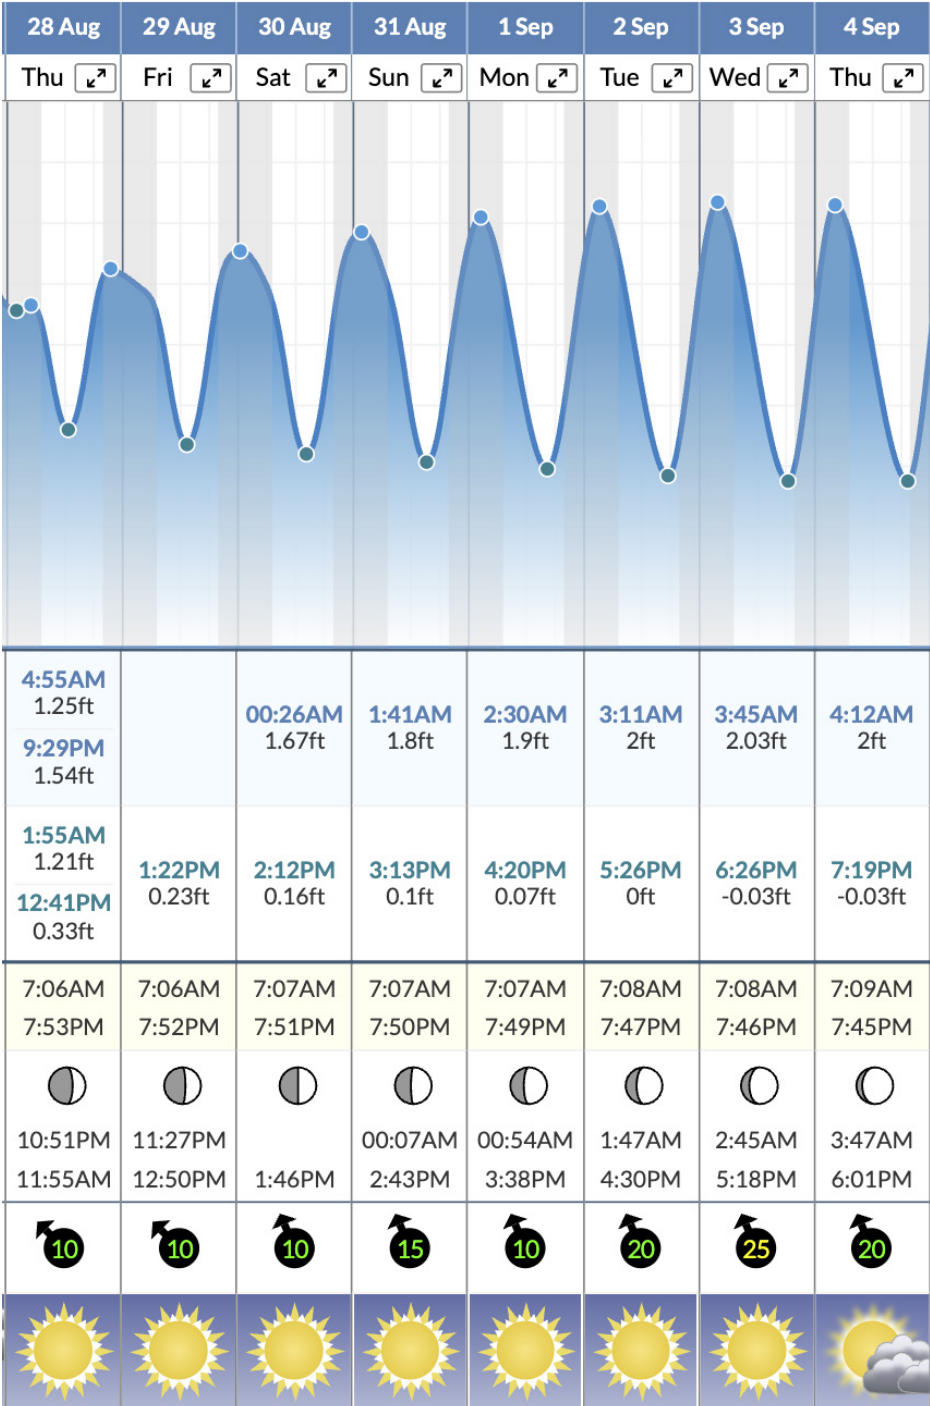 28 Aug 29 Aug 30 Aug 31 Aug 1 Sep 2 Sep 3 Sep 4 Sep
Thu Fri Sat Sun Mon Tue Wed Thu
4:55AM
1.25ft
9:29PM
1.54ft
00:26AM 1:41AM 2:30AM 3:11AM 3:45AM 4:12AM
1.67ft 1.8ft 1.9ft 2ft 2.03ft 2ft
1:55AM
1.21ft
12:41PM
0.33ft
1:22PM 2:12PM 3:13PM 4:20PM 5:26PM 6:26PM 7:19PM
0.23ft 0.16ft 0.1ft 0.07ft 0ft -0.03ft -0.03ft
7:06AM 7:06AM 7:07AM 7:07AM 7:07AM 7:08AM 7:08AM 7:09AM
7:53PM 7:52PM 7:51PM 7:50PM 7:49PM 7:47PM 7:46PM 7:45PM
10:51PM 11:27PM 00:07AM 00:54AM 1:47AM 2:45AM 3:47AM
11:55AM 12:50PM 1:46PM 2:43PM 3:38PM 4:30PM 5:18PM 6:01PM
10 10 10 15 10 20 25 20